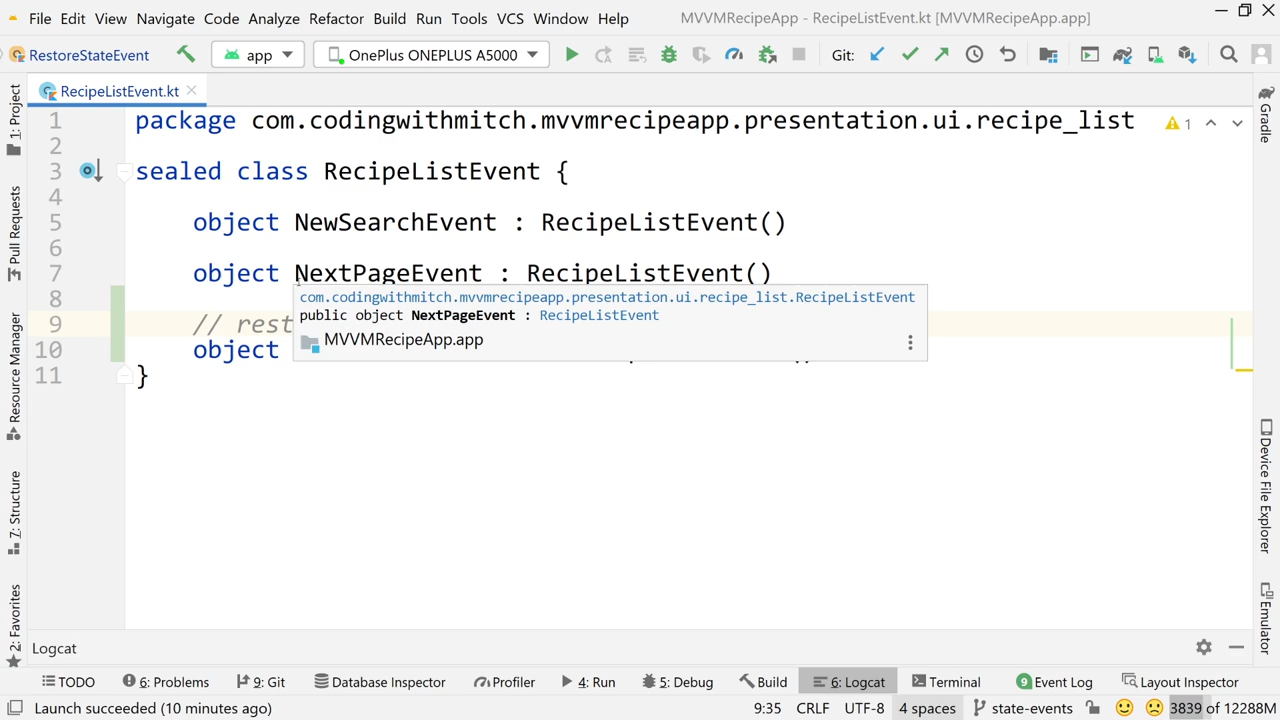 File Edit View Navigate Code Analyze Refactor Build Run Tools VCS Window Help MVVMRecipeApp - RecipeListEvent.kt [MVVMRecipeApp.app]
RestoreStateEvent app OnePlus ONEPLUS A5000 Git:
RecipeListEvent.kt
1 package com.codingwithmitch.mvvmrecipeapp.presentation.ui.recipe_list 1
2
3 sealed class RecipeListEvent {
4
5 object NewSearchEvent : RecipeListEvent()
6
7 object NextPageEvent : RecipeListEvent()
8
com.codingwithmitch.mvvmrecipeapp.presentation.ui.recipe_list.RecipeListEvent
public object NextPageEvent : RecipeListEvent
MVVMRecipeApp.app
9 // rest
10 object
11 }
1: Project
Pull Requests
Resource Manager
7: Structure
2: Favorites
Gradle
Device File Explorer
Emulator
Logcat
TODO 6: Problems 9: Git Database Inspector Profiler 4: Run 5: Debug Build 6: Logcat Terminal 9 Event Log Layout Inspector
Launch succeeded (10 minutes ago) 9:35 CRLF UTF-8 4 spaces state-events 3839 of 12288M